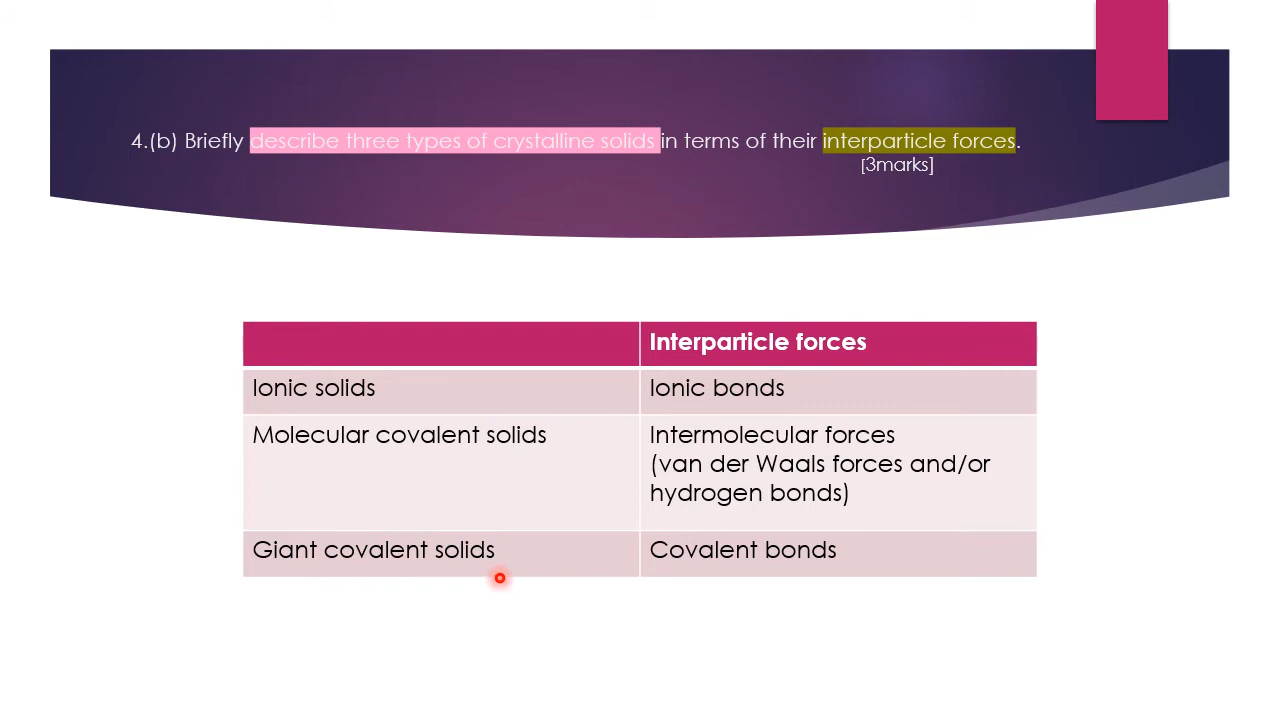 4.(b) Briefly describe three types of crystalline solids in terms of their interparticle forces.
[3marks]
Interparticle forces
Ionic solids
Ionic bonds
Molecular covalent solids
Intermolecular forces
(van der Waals forces and/or
hydrogen bonds)
Giant covalent solids
Covalent bonds